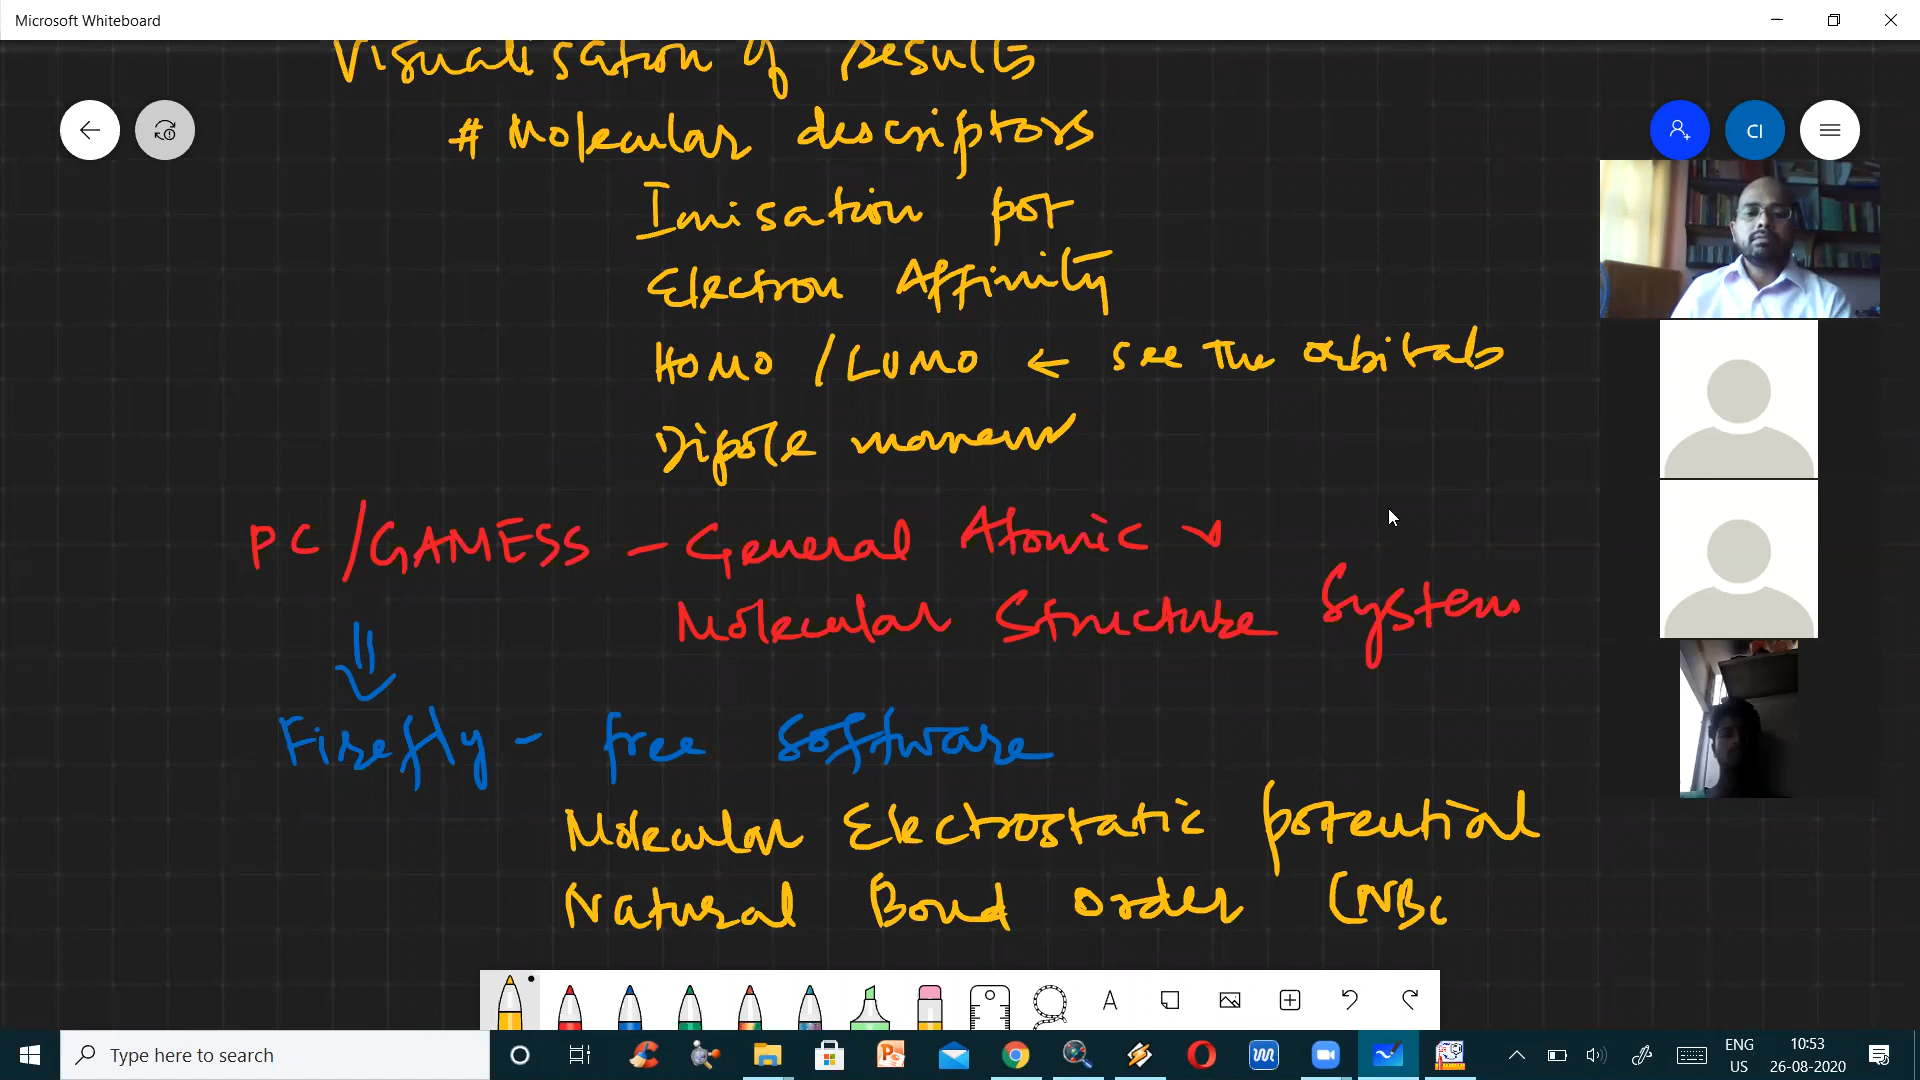 Microsoft Whiteboard
Visualisation of results
# Molecular descriptors
CI
Ionisation pot
Electron Affinity
HOMO / LUMO ← see the orbitals
Dipole moment
PC / GAMESS – General Atomic &
Molecular Structure System
Firefly – free software
Molecular Electrostatic potential
Natural Bond Order (NBO
A
Type here to search
ENG
US
10:53
26-08-2020